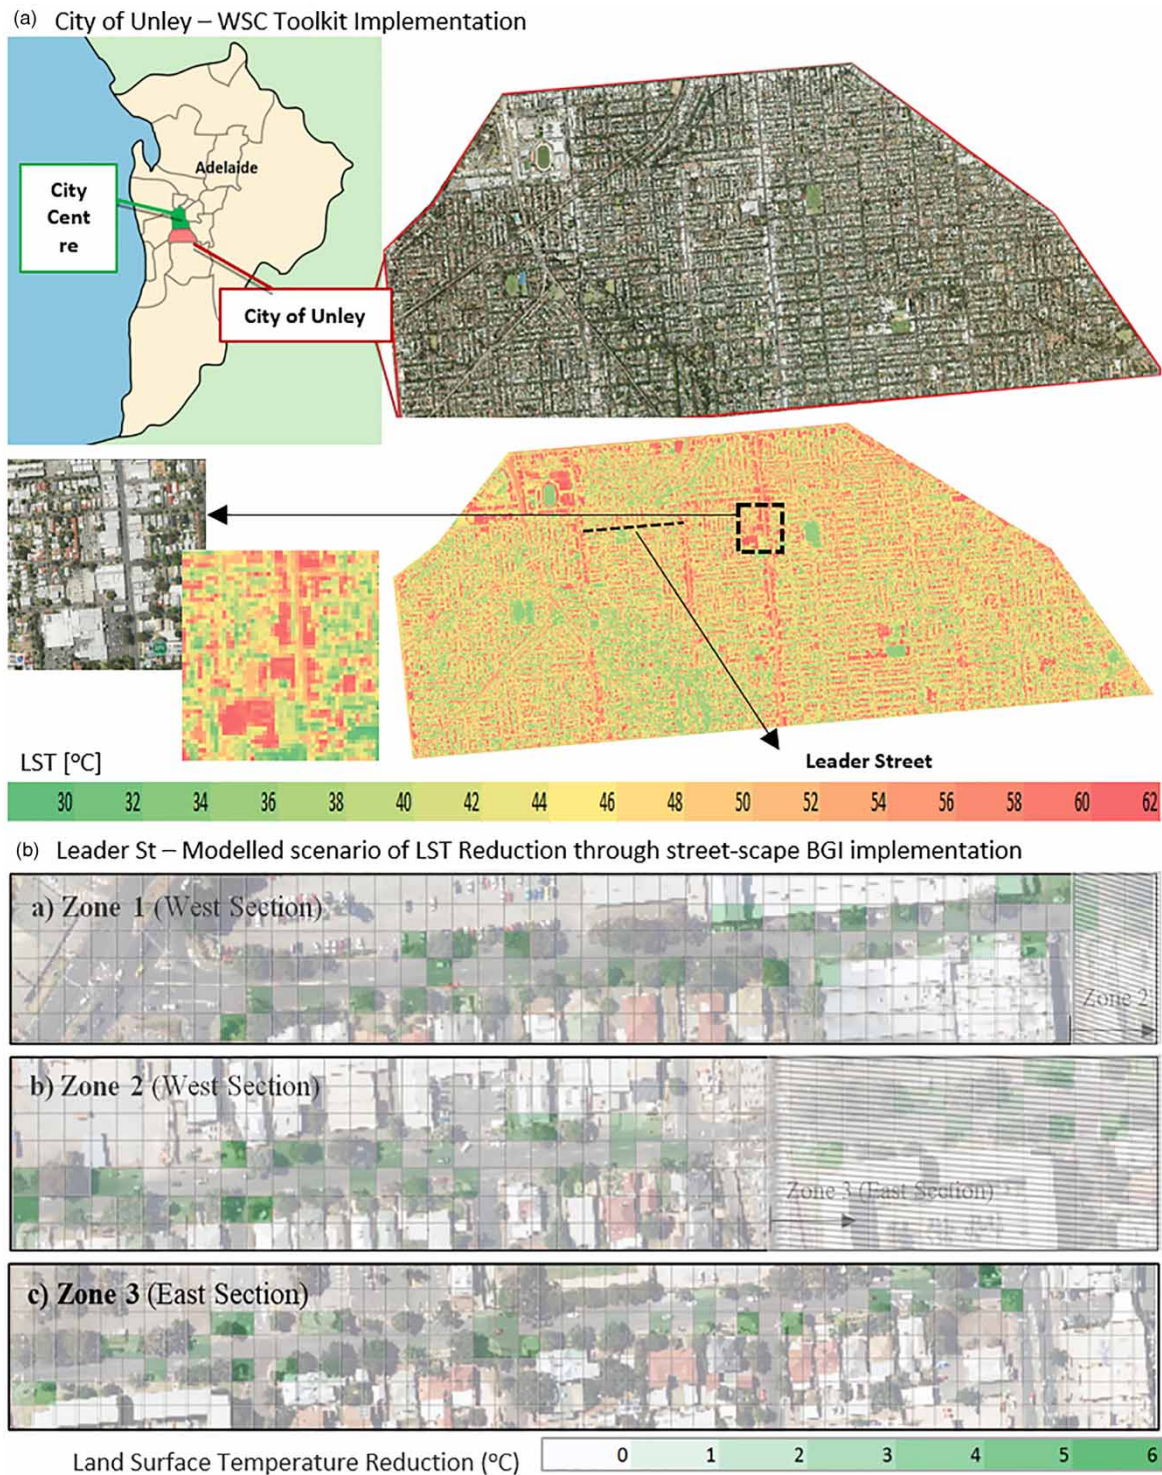 (a) City of Unley – WSC Toolkit Implementation
Adelaide
City
Cent
re
City of Unley
Leader Street
LST [°C]
30 32 34 36 38 40 42 44 46 48 50 52 54 56 58 60 62
(b) Leader St – Modelled scenario of LST Reduction through street-scape BGI implementation
a) Zone 1 (West Section)
Zone 2
b) Zone 2 (West Section)
Zone 3 (East Section)
c) Zone 3 (East Section)
Land Surface Temperature Reduction (°C)
0 1 2 3 4 5 6